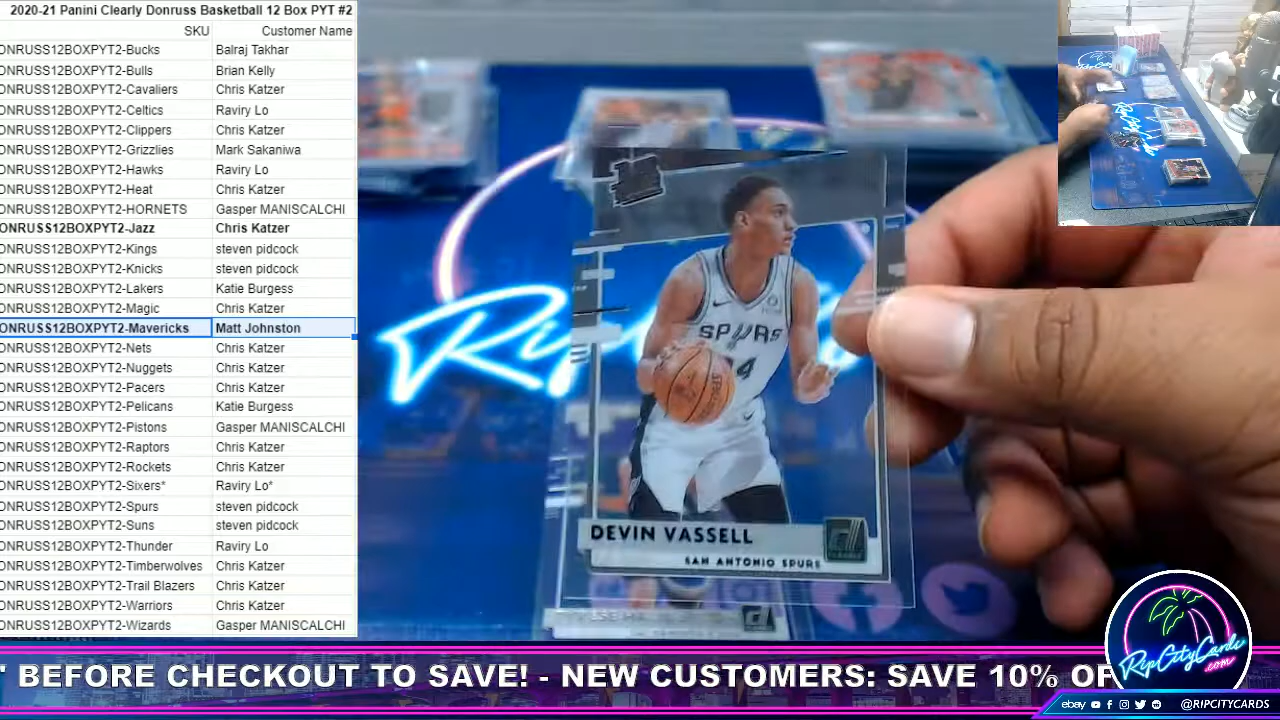 2020-21 Panini Clearly Donruss Basketball 12 Box PYT #2
SKU Customer Name
ONRUSS12BOXPYT2-Bucks Balraj Takhar
ONRUSS12BOXPYT2-Bulls Brian Kelly
ONRUSS12BOXPYT2-Cavaliers Chris Katzer
ONRUSS12BOXPYT2-Celtics Raviry Lo
ONRUSS12BOXPYT2-Clippers Chris Katzer
ONRUSS12BOXPYT2-Grizzlies Mark Sakaniwa
ONRUSS12BOXPYT2-Hawks Raviry Lo
ONRUSS12BOXPYT2-Heat Chris Katzer
ONRUSS12BOXPYT2-HORNETS Gasper MANISCALCHI
ONRUSS12BOXPYT2-Jazz Chris Katzer
ONRUSS12BOXPYT2-Kings steven pidcock
ONRUSS12BOXPYT2-Knicks steven pidcock
ONRUSS12BOXPYT2-Lakers Katie Burgess
ONRUSS12BOXPYT2-Magic Chris Katzer
ONRUSS12BOXPYT2-Mavericks Matt Johnston
ONRUSS12BOXPYT2-Nets Chris Katzer
ONRUSS12BOXPYT2-Nuggets Chris Katzer
ONRUSS12BOXPYT2-Pacers Chris Katzer
ONRUSS12BOXPYT2-Pelicans Katie Burgess
ONRUSS12BOXPYT2-Pistons Gasper MANISCALCHI
ONRUSS12BOXPYT2-Raptors Chris Katzer
ONRUSS12BOXPYT2-Rockets Chris Katzer
ONRUSS12BOXPYT2-Sixers* Raviry Lo*
ONRUSS12BOXPYT2-Spurs steven pidcock
ONRUSS12BOXPYT2-Suns steven pidcock
ONRUSS12BOXPYT2-Thunder Raviry Lo
ONRUSS12BOXPYT2-Timberwolves Chris Katzer
ONRUSS12BOXPYT2-Trail Blazers Chris Katzer
ONRUSS12BOXPYT2-Warriors Chris Katzer
ONRUSS12BOXPYT2-Wizards Gasper MANISCALCHI
SPURS
DEVIN VASSELL
SAN ANTONIO SPURS
BEFORE CHECKOUT TO SAVE! - NEW CUSTOMERS: SAVE 10% OF
RipCityCards
.com
ebay @RIPCITYCARDS